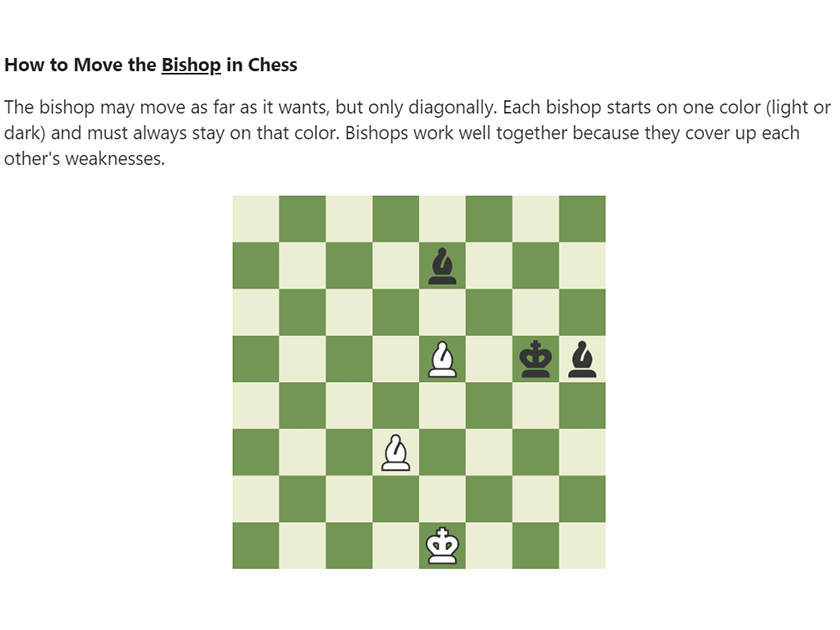 How to Move the Bishop in Chess
The bishop may move as far as it wants, but only diagonally. Each bishop starts on one color (light or
dark) and must always stay on that color. Bishops work well together because they cover up each
other's weaknesses.